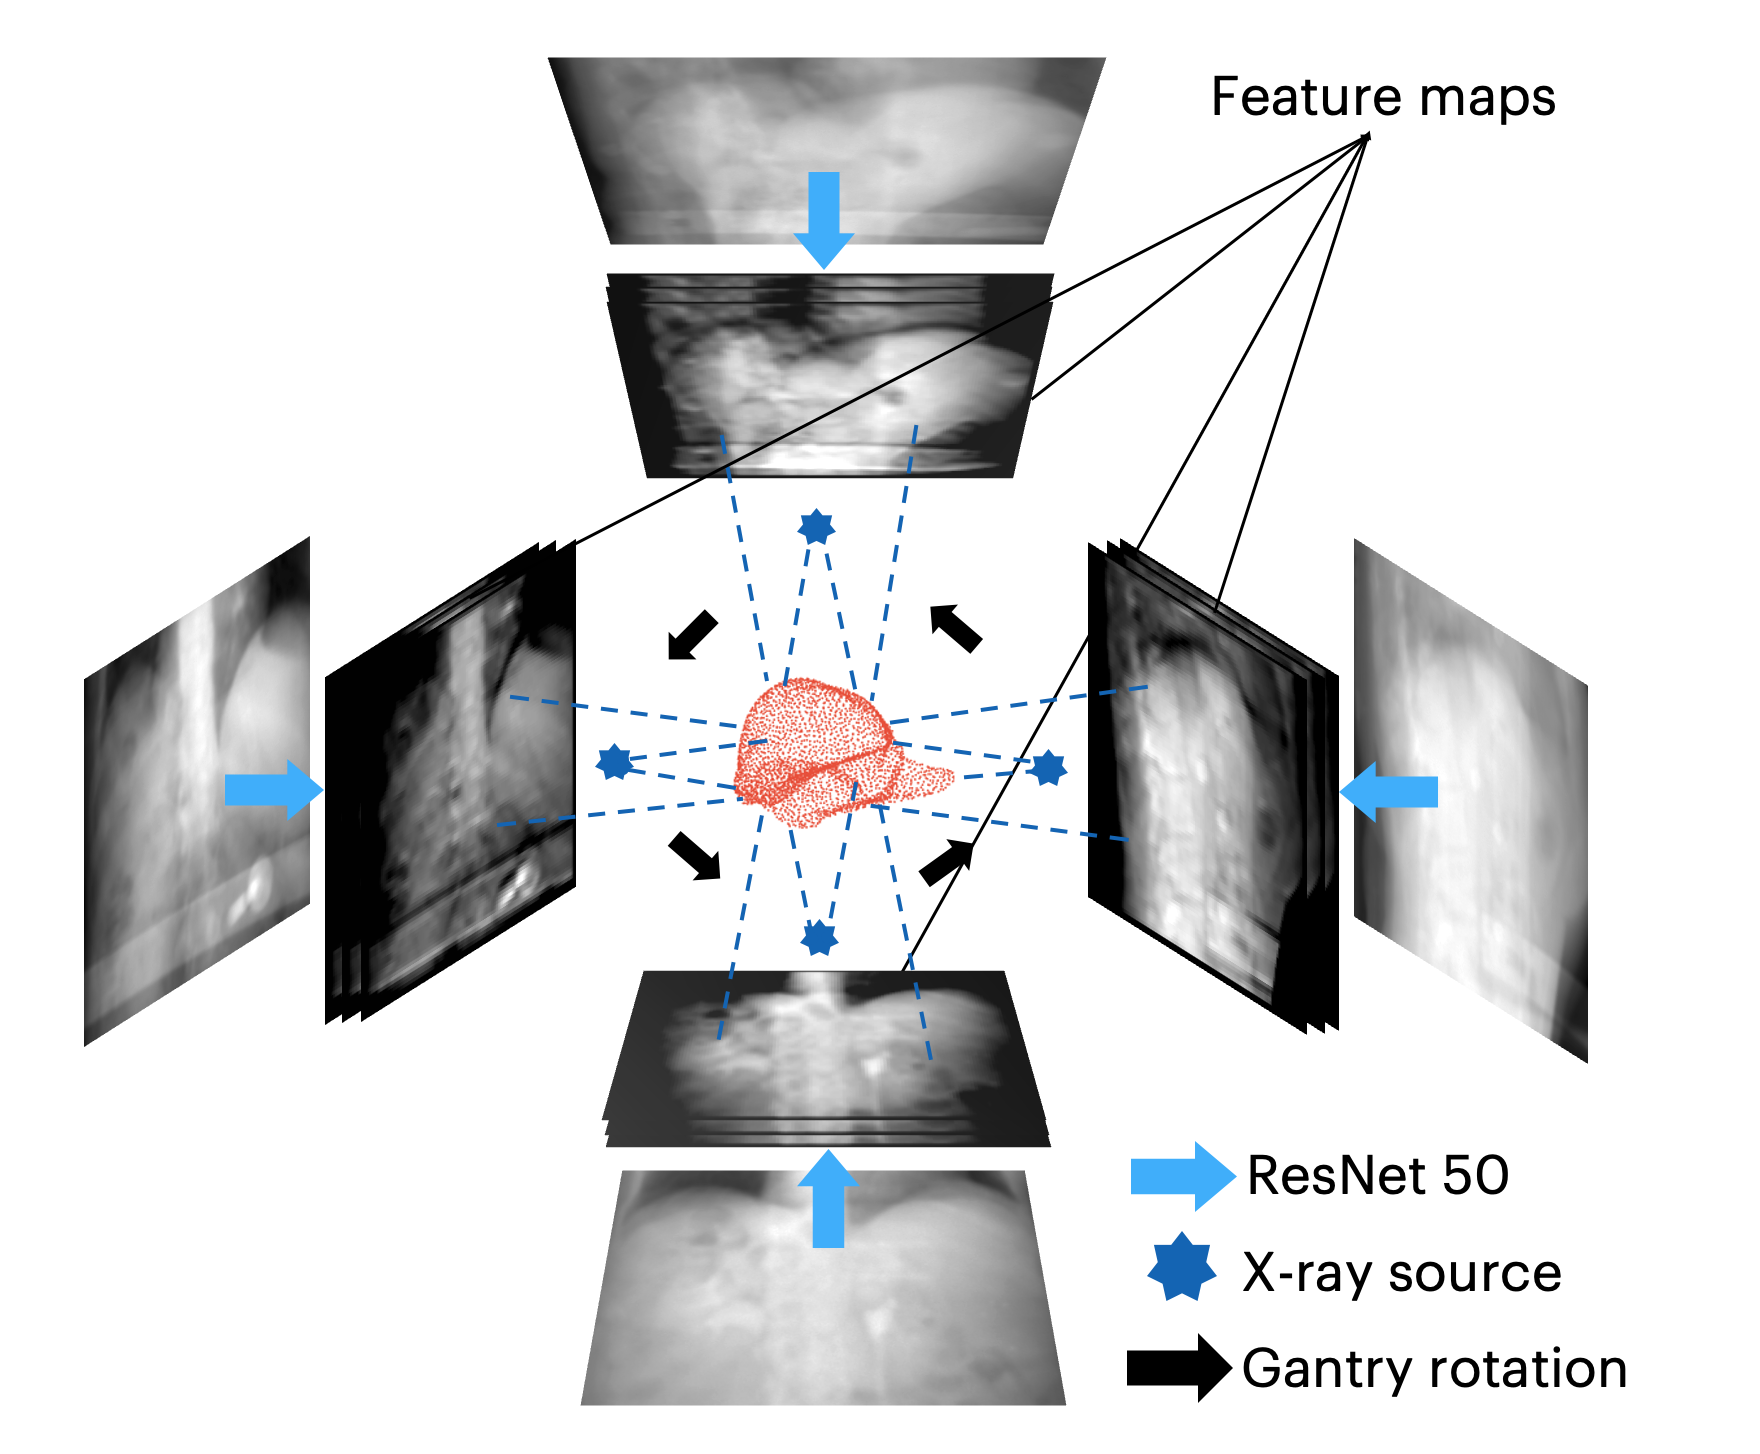 Feature maps
ResNet 50
X-ray source
Gantry rotation